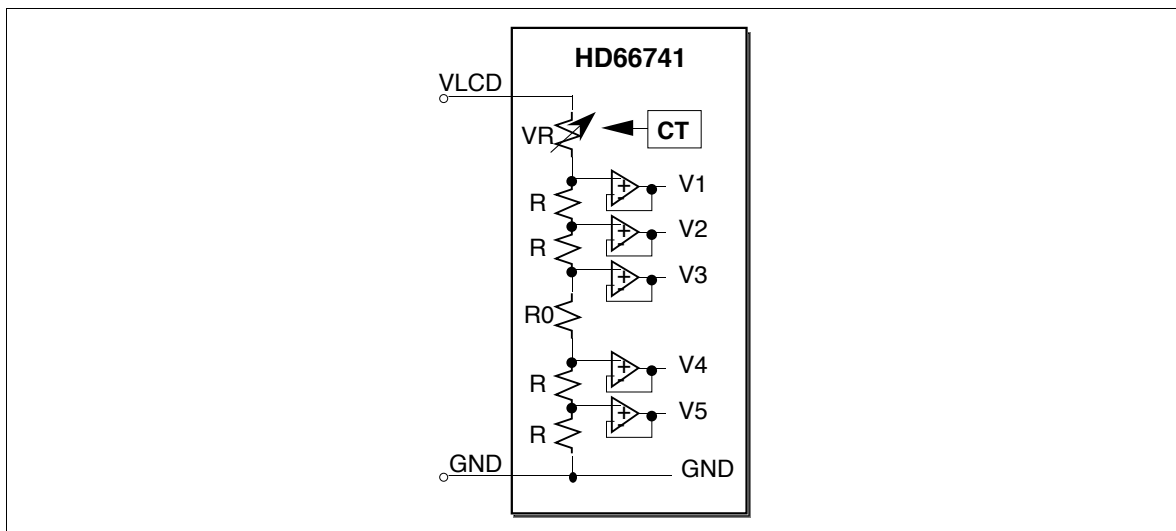 HD66741
VLCD
VR
CT
+
-
V1
R
+
-
V2
R
+
-
V3
R0
+
-
V4
R
+
-
V5
R
GND
GND